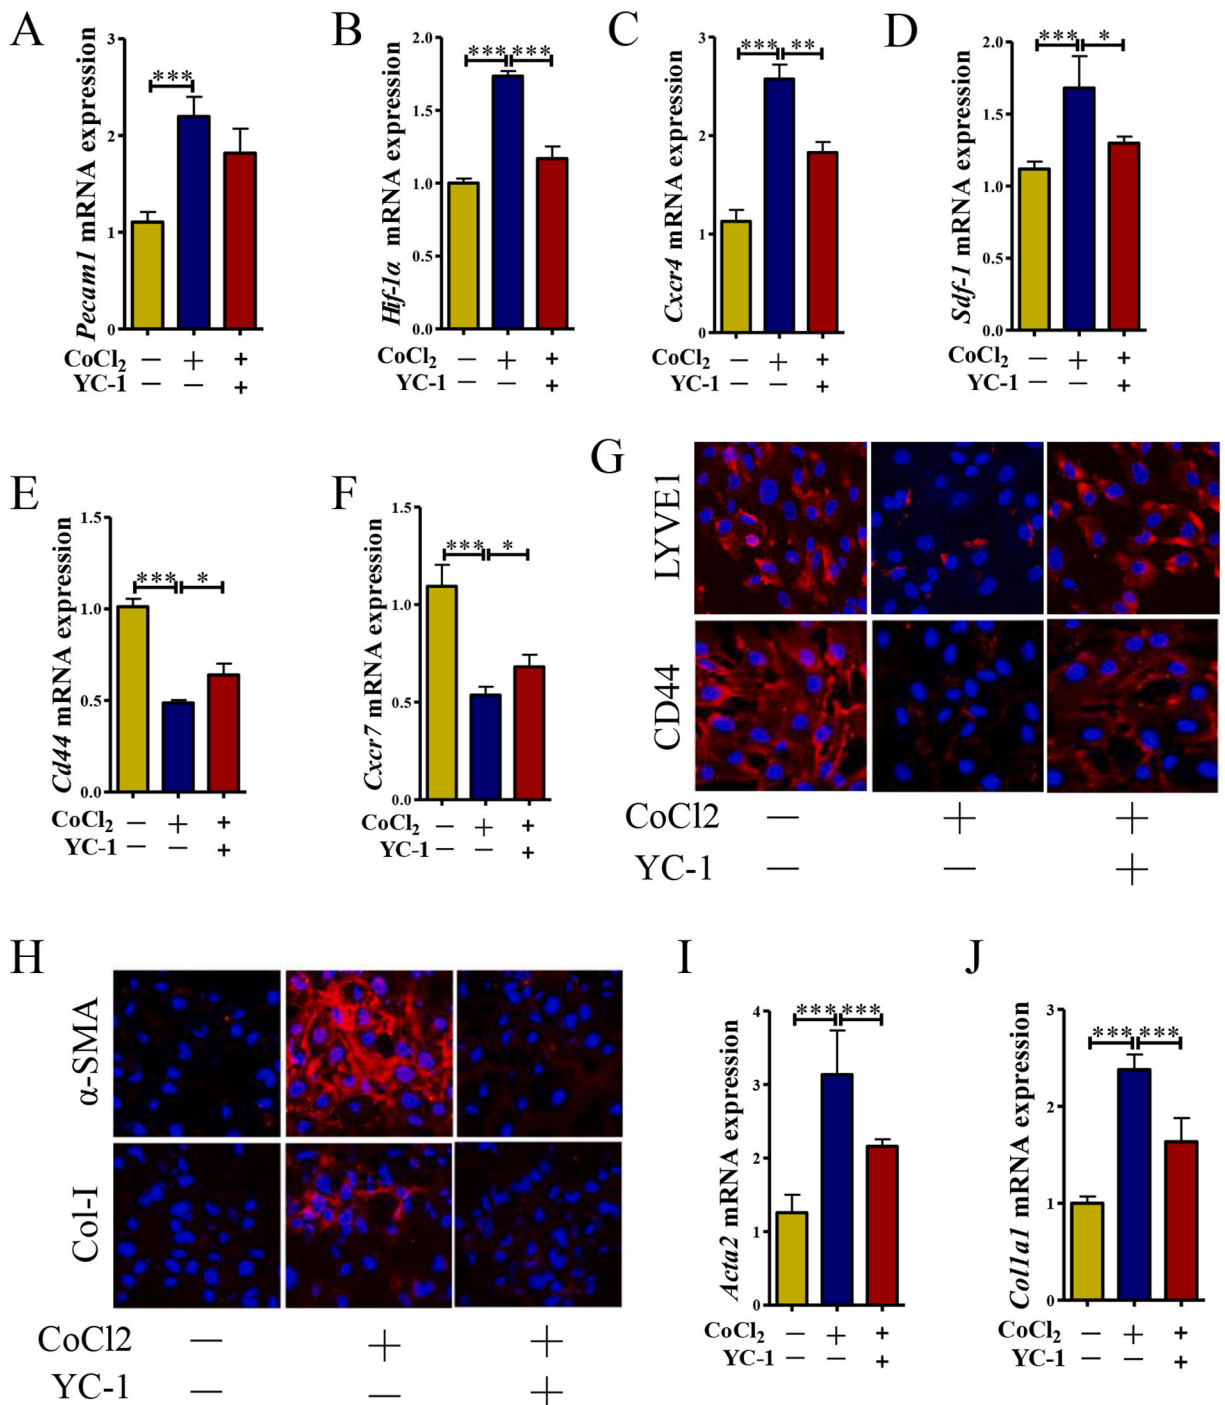 A
Pecam1 mRNA expression
3
2
1
0
***
CoCl2 — + +
YC-1 — — +
B
Hif-1α mRNA expression
2.0
1.5
1.0
0.5
0.0
*** ***
CoCl2 — + +
YC-1 — — +
C
Cxcr4 mRNA expression
3
2
1
0
*** **
CoCl2 — + +
YC-1 — — +
D
Sdf-1 mRNA expression
2.0
1.5
1.0
0.5
0.0
*** *
CoCl2 — + +
YC-1 — — +
E
Cd44 mRNA expression
1.5
1.0
0.5
0.0
*** *
CoCl2 — + +
YC-1 — — +
F
Cxcr7 mRNA expression
1.5
1.0
0.5
0.0
*** *
CoCl2 — + +
YC-1 — — +
G
LYVE1
CD44
CoCl2 — + +
YC-1 — — +
H
α-SMA
Col-I
CoCl2 — + +
YC-1 — — +
I
Acta2 mRNA expression
4
3
2
1
0
*** ***
CoCl2 — + +
YC-1 — — +
J
Col1a1 mRNA expression
3
2
1
0
*** ***
CoCl2 — + +
YC-1 — — +